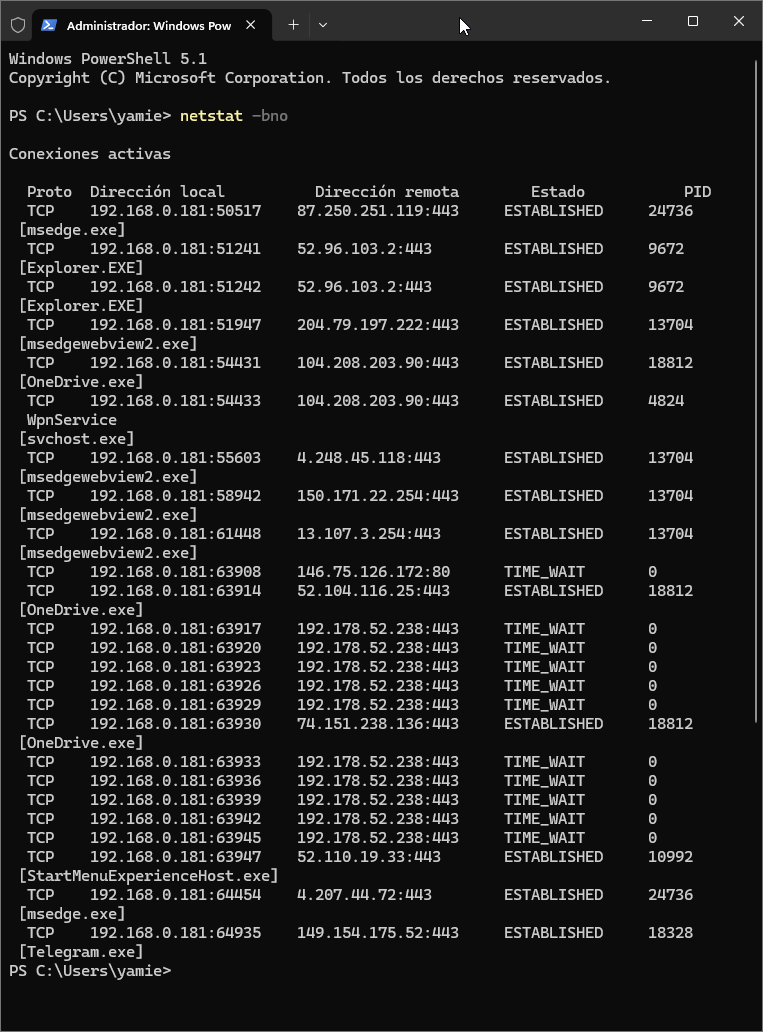 Administrador: Windows Pow
Windows PowerShell 5.1
Copyright (C) Microsoft Corporation. Todos los derechos reservados.
PS C:\Users\yamie> netstat -bno
Conexiones activas
Proto Dirección local Dirección remota Estado PID
TCP 192.168.0.181:50517 87.250.251.119:443 ESTABLISHED 24736
[msedge.exe]
TCP 192.168.0.181:51241 52.96.103.2:443 ESTABLISHED 9672
[Explorer.EXE]
TCP 192.168.0.181:51242 52.96.103.2:443 ESTABLISHED 9672
[Explorer.EXE]
TCP 192.168.0.181:51947 204.79.197.222:443 ESTABLISHED 13704
[msedgewebview2.exe]
TCP 192.168.0.181:54431 104.208.203.90:443 ESTABLISHED 18812
[OneDrive.exe]
TCP 192.168.0.181:54433 104.208.203.90:443 ESTABLISHED 4824
WpnService
[svchost.exe]
TCP 192.168.0.181:55603 4.248.45.118:443 ESTABLISHED 13704
[msedgewebview2.exe]
TCP 192.168.0.181:58942 150.171.22.254:443 ESTABLISHED 13704
[msedgewebview2.exe]
TCP 192.168.0.181:61448 13.107.3.254:443 ESTABLISHED 13704
[msedgewebview2.exe]
TCP 192.168.0.181:63908 146.75.126.172:80 TIME_WAIT 0
TCP 192.168.0.181:63914 52.104.116.25:443 ESTABLISHED 18812
[OneDrive.exe]
TCP 192.168.0.181:63917 192.178.52.238:443 TIME_WAIT 0
TCP 192.168.0.181:63920 192.178.52.238:443 TIME_WAIT 0
TCP 192.168.0.181:63923 192.178.52.238:443 TIME_WAIT 0
TCP 192.168.0.181:63926 192.178.52.238:443 TIME_WAIT 0
TCP 192.168.0.181:63929 192.178.52.238:443 TIME_WAIT 0
TCP 192.168.0.181:63930 74.151.238.136:443 ESTABLISHED 18812
[OneDrive.exe]
TCP 192.168.0.181:63933 192.178.52.238:443 TIME_WAIT 0
TCP 192.168.0.181:63936 192.178.52.238:443 TIME_WAIT 0
TCP 192.168.0.181:63939 192.178.52.238:443 TIME_WAIT 0
TCP 192.168.0.181:63942 192.178.52.238:443 TIME_WAIT 0
TCP 192.168.0.181:63945 192.178.52.238:443 TIME_WAIT 0
TCP 192.168.0.181:63947 52.110.19.33:443 ESTABLISHED 10992
[StartMenuExperienceHost.exe]
TCP 192.168.0.181:64454 4.207.44.72:443 ESTABLISHED 24736
[msedge.exe]
TCP 192.168.0.181:64935 149.154.175.52:443 ESTABLISHED 18328
[Telegram.exe]
PS C:\Users\yamie>